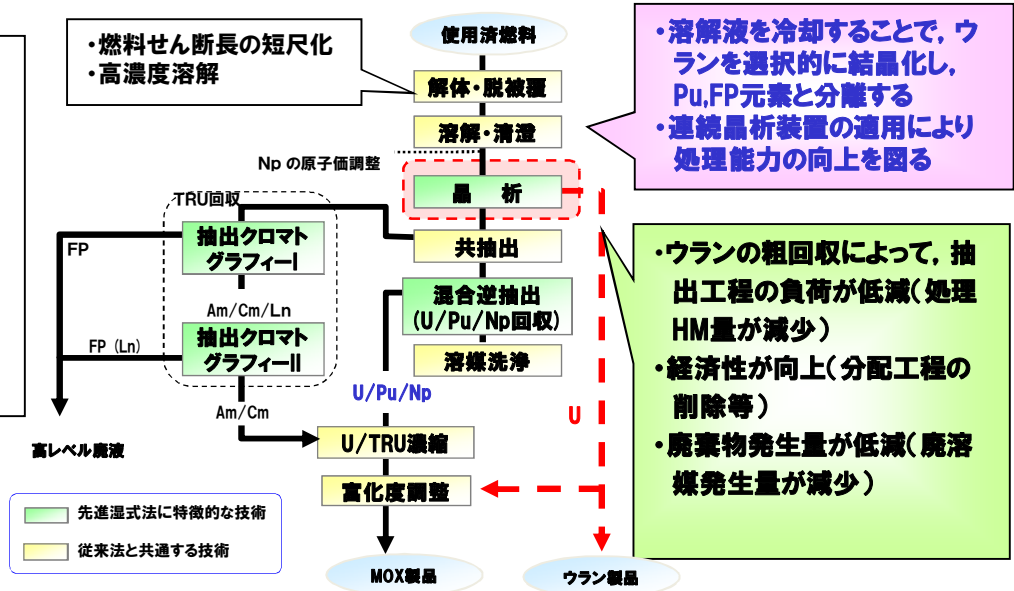 ・燃料せん断長の短尺化
・高濃度溶解
使用済燃料
解体・脱被覆
溶解・清澄
Np の原子価調整
晶　析
・溶解液を冷却することで，ウ
ランを選択的に結晶化し，
Pu,FP元素と分離する
・連続晶析装置の適用により
処理能力の向上を図る
TRU回収
抽出クロマト
グラフィーI
FP
Am/Cm/Ln
抽出クロマト
グラフィーII
FP (Ln)
Am/Cm
高レベル廃液
共抽出
混合逆抽出
(U/Pu/Np回収)
溶媒洗浄
U/Pu/Np
U
U/TRU濃縮
富化度調整
MOX製品
ウラン製品
・ウランの粗回収によって，抽
出工程の負荷が低減（処理
HM量が減少）
・経済性が向上（分配工程の
削除等）
・廃棄物発生量が低減（廃溶
媒発生量が減少）
先進湿式法に特徴的な技術
従来法と共通する技術